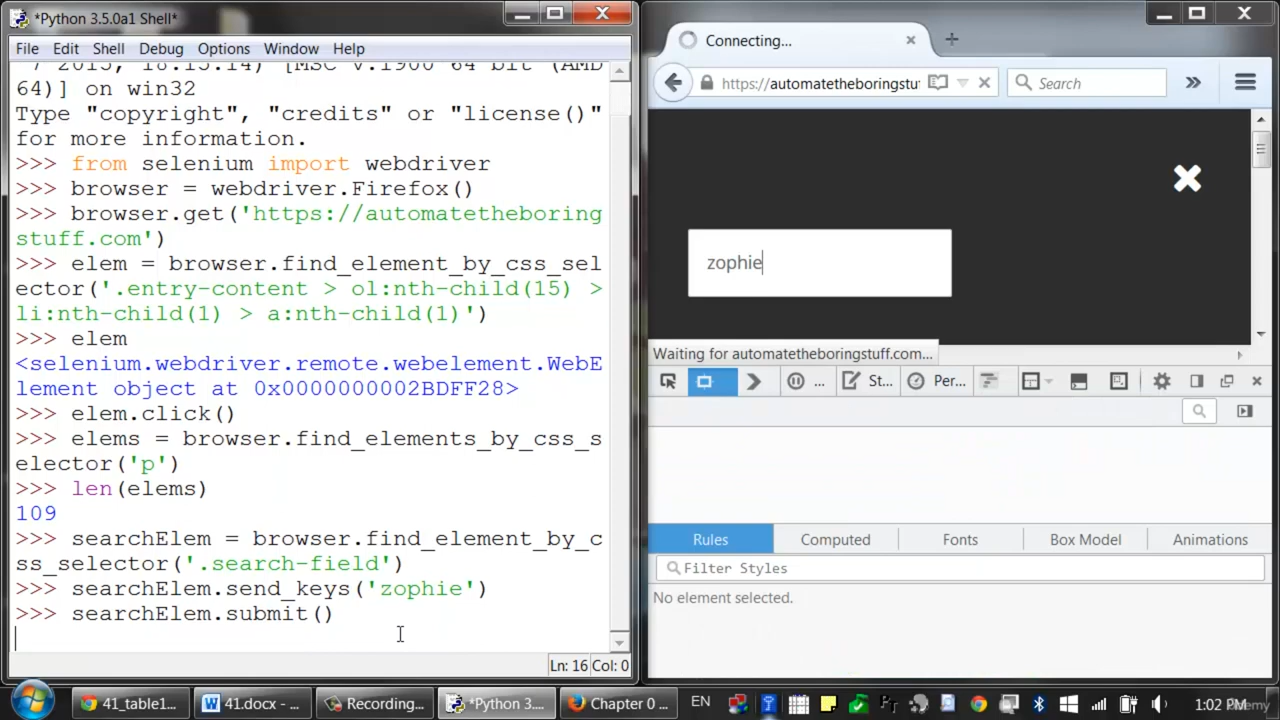 *Python 3.5.0a1 Shell*
File Edit Shell Debug Options Window Help
64)] on win32
Type "copyright", "credits" or "license()"
for more information.
>>> from selenium import webdriver
>>> browser = webdriver.Firefox()
>>> browser.get('https://automatetheboring
stuff.com')
>>> elem = browser.find_element_by_css_sel
ector('.entry-content > ol:nth-child(15) >
li:nth-child(1) > a:nth-child(1)')
>>> elem
<selenium.webdriver.remote.webelement.WebE
lement object at 0x0000000002BDFF28>
>>> elem.click()
>>> elems = browser.find_elements_by_css_s
elector('p')
>>> len(elems)
109
>>> searchElem = browser.find_element_by_c
ss_selector('.search-field')
>>> searchElem.send_keys('zophie')
>>> searchElem.submit()
Ln: 16 Col: 0
Connecting...
https://automatetheboringstu
Search
zophie
Waiting for automatetheboringstuff.com...
... St... Per...
Rules Computed Fonts Box Model Animations
Filter Styles
No element selected.
41_table1... 41.docx - ... Recording... *Python 3.... Chapter 0 ... EN 1:02 PM